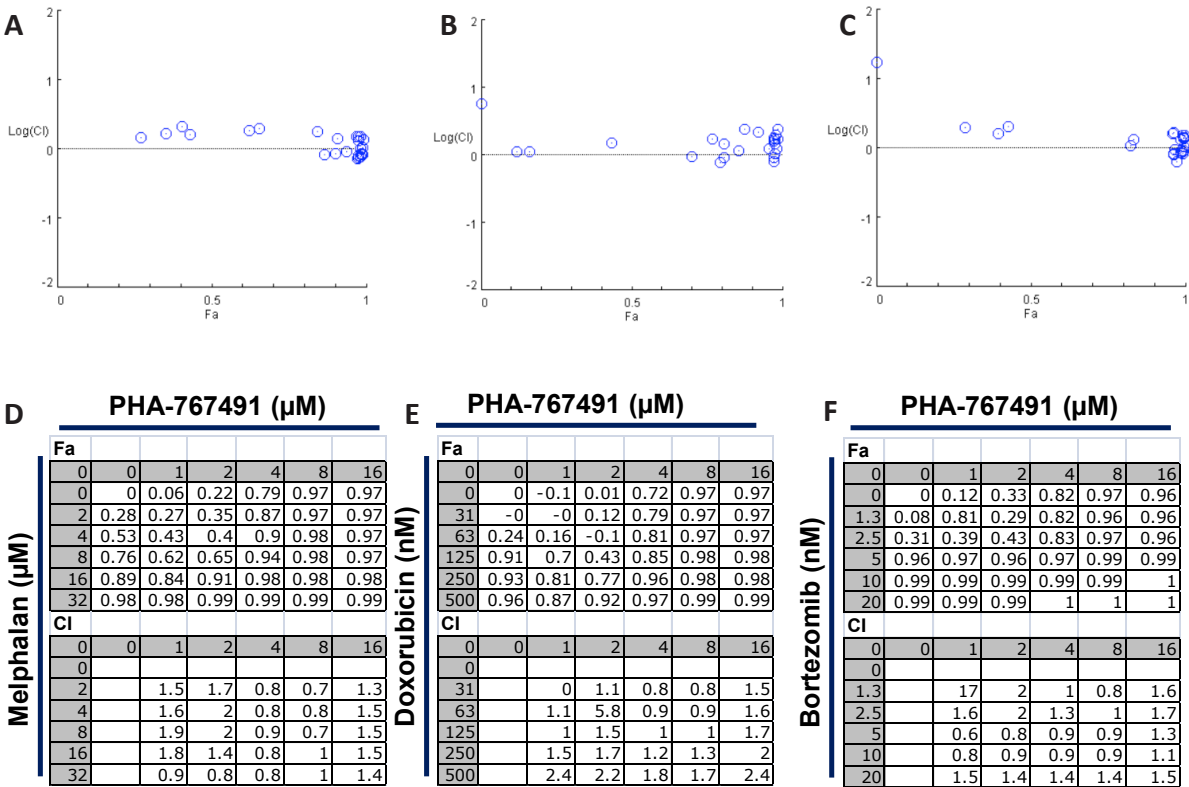 A
2
1
Log(CI)
0
-1
-2
0
0.5
1
Fa
B
2
1
Log(CI)
0
-1
-2
0
0.5
1
Fa
C
2
1
Log(CI)
0
-1
-2
0
0.5
1
Fa
D
PHA-767491 (µM)
Melphalan (µM)
Fa
0 0 1 2 4 8 16
0 0 0.06 0.22 0.79 0.97 0.97
2 0.28 0.27 0.35 0.87 0.97 0.97
4 0.53 0.43 0.4 0.9 0.98 0.97
8 0.76 0.62 0.65 0.94 0.98 0.97
16 0.89 0.84 0.91 0.98 0.98 0.98
32 0.98 0.98 0.99 0.99 0.99 0.99
CI
0 0 1 2 4 8 16
0
2 1.5 1.7 0.8 0.7 1.3
4 1.6 2 0.8 0.8 1.5
8 1.9 2 0.9 0.7 1.5
16 1.8 1.4 0.8 1 1.5
32 0.9 0.8 0.8 1 1.4
E
PHA-767491 (µM)
Doxorubicin (nM)
Fa
0 0 1 2 4 8 16
0 0 -0.1 0.01 0.72 0.97 0.97
31 -0 -0 0.12 0.79 0.97 0.97
63 0.24 0.16 -0.1 0.81 0.97 0.97
125 0.91 0.7 0.43 0.85 0.98 0.98
250 0.93 0.81 0.77 0.96 0.98 0.98
500 0.96 0.87 0.92 0.97 0.99 0.99
CI
0 0 1 2 4 8 16
0
31 0 1.1 0.8 0.8 1.5
63 1.1 5.8 0.9 0.9 1.6
125 1 1.5 1 1 1.7
250 1.5 1.7 1.2 1.3 2
500 2.4 2.2 1.8 1.7 2.4
F
PHA-767491 (µM)
Bortezomib (nM)
Fa
0 0 1 2 4 8 16
0 0 0.12 0.33 0.82 0.97 0.96
1.3 0.08 0.81 0.29 0.82 0.96 0.96
2.5 0.31 0.39 0.43 0.83 0.97 0.96
5 0.96 0.97 0.96 0.97 0.99 0.99
10 0.99 0.99 0.99 0.99 0.99 1
20 0.99 0.99 0.99 1 1 1
CI
0 0 1 2 4 8 16
0
1.3 17 2 1 0.8 1.6
2.5 1.6 2 1.3 1 1.7
5 0.6 0.8 0.9 0.9 1.3
10 0.8 0.9 0.9 0.9 1.1
20 1.5 1.4 1.4 1.4 1.5